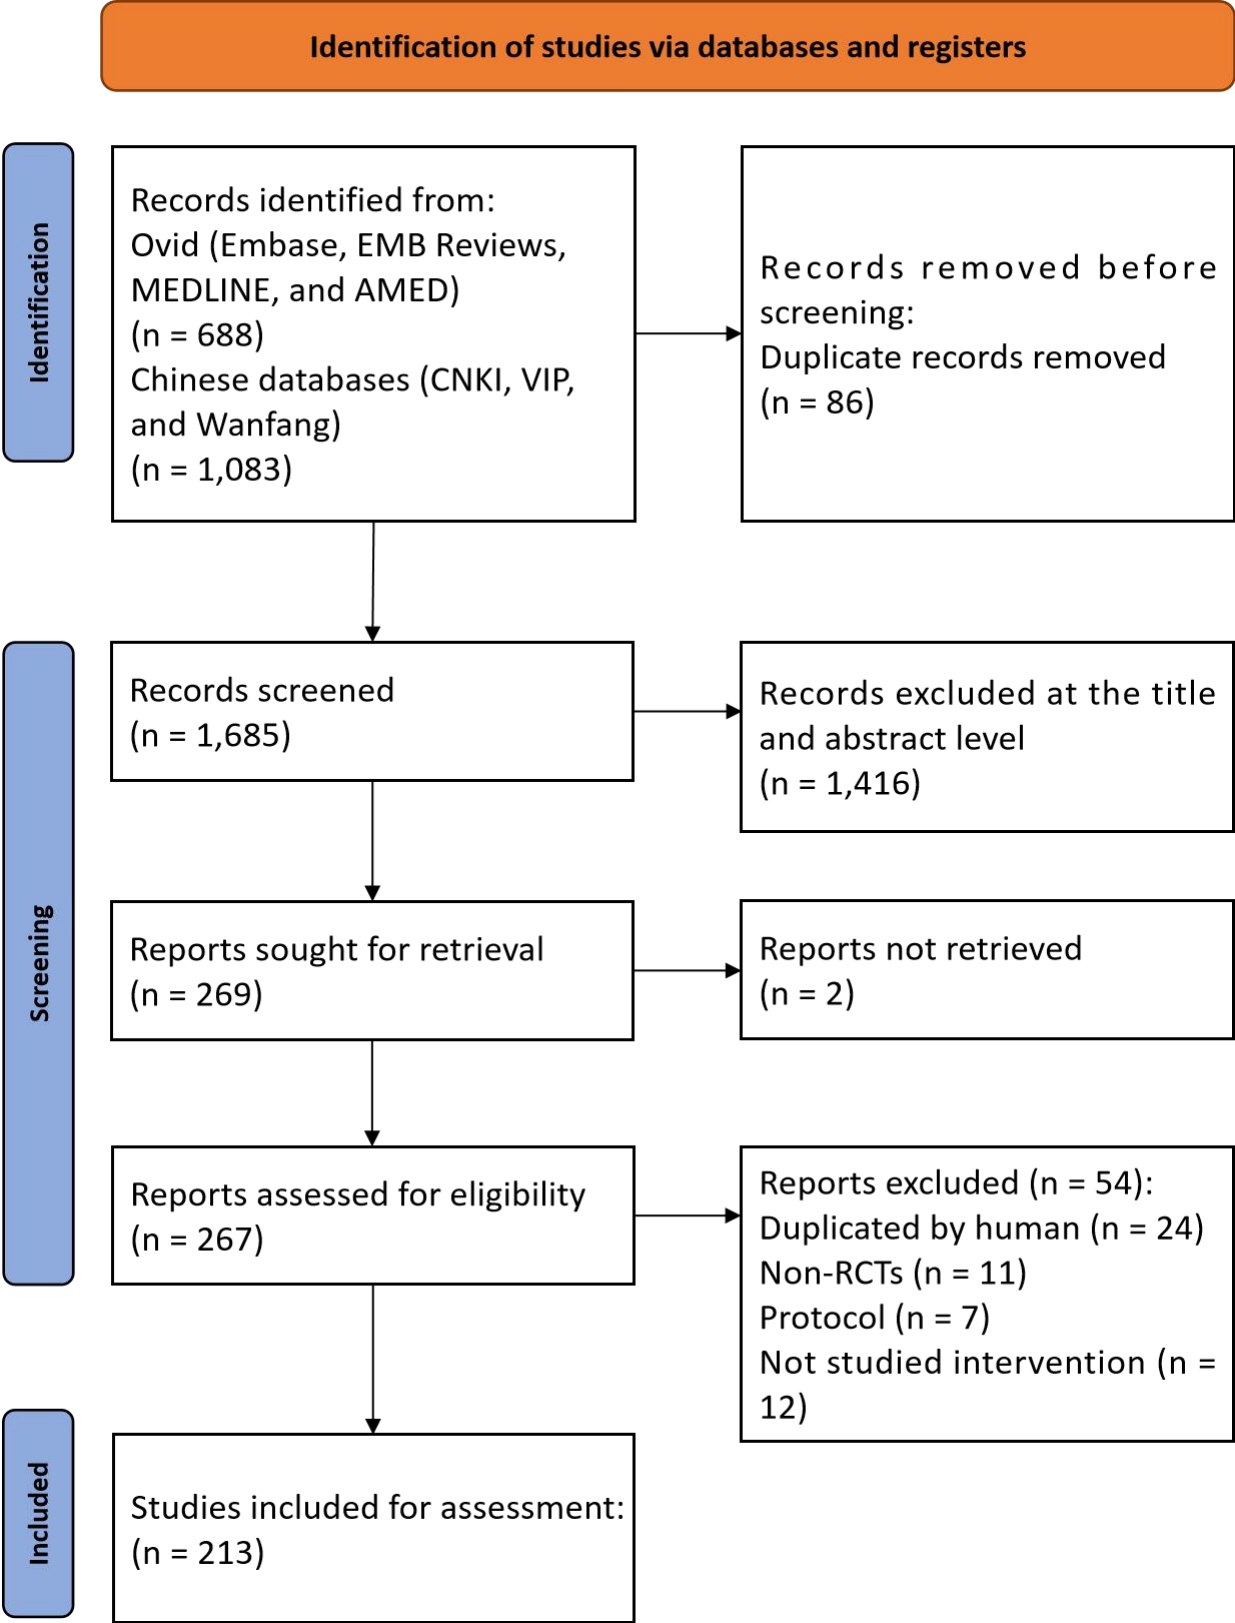 Identification of studies via databases and registers
Identification
Records identified from:
Ovid (Embase, EMB Reviews,
MEDLINE, and AMED)
(n = 688)
Chinese databases (CNKI, VIP,
and Wanfang)
(n = 1,083)
Records removed before
screening:
Duplicate records removed
(n = 86)
Screening
Records screened
(n = 1,685)
Records excluded at the title
and abstract level
(n = 1,416)
Reports sought for retrieval
(n = 269)
Reports not retrieved
(n = 2)
Reports assessed for eligibility
(n = 267)
Reports excluded (n = 54):
Duplicated by human (n = 24)
Non-RCTs (n = 11)
Protocol (n = 7)
Not studied intervention (n =
12)
Included
Studies included for assessment:
(n = 213)